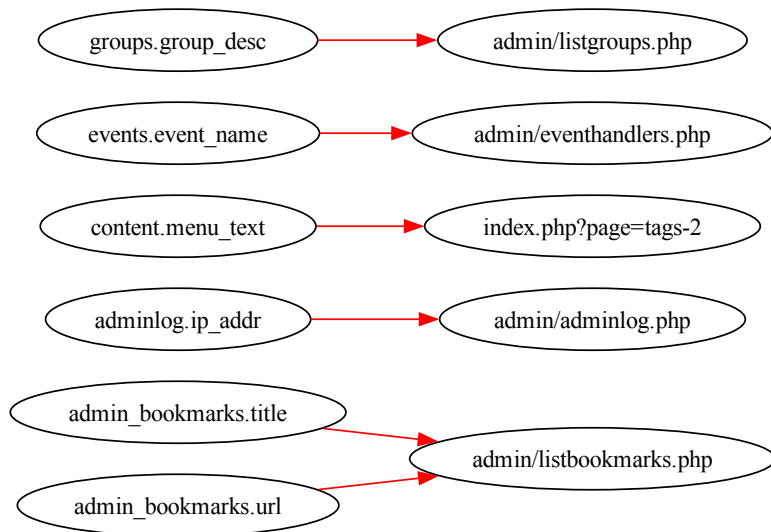 groups.group_desc
admin/listgroups.php
events.event_name
admin/eventhandlers.php
content.menu_text
index.php?page=tags-2
adminlog.ip_addr
admin/adminlog.php
admin_bookmarks.title
admin/listbookmarks.php
admin_bookmarks.url